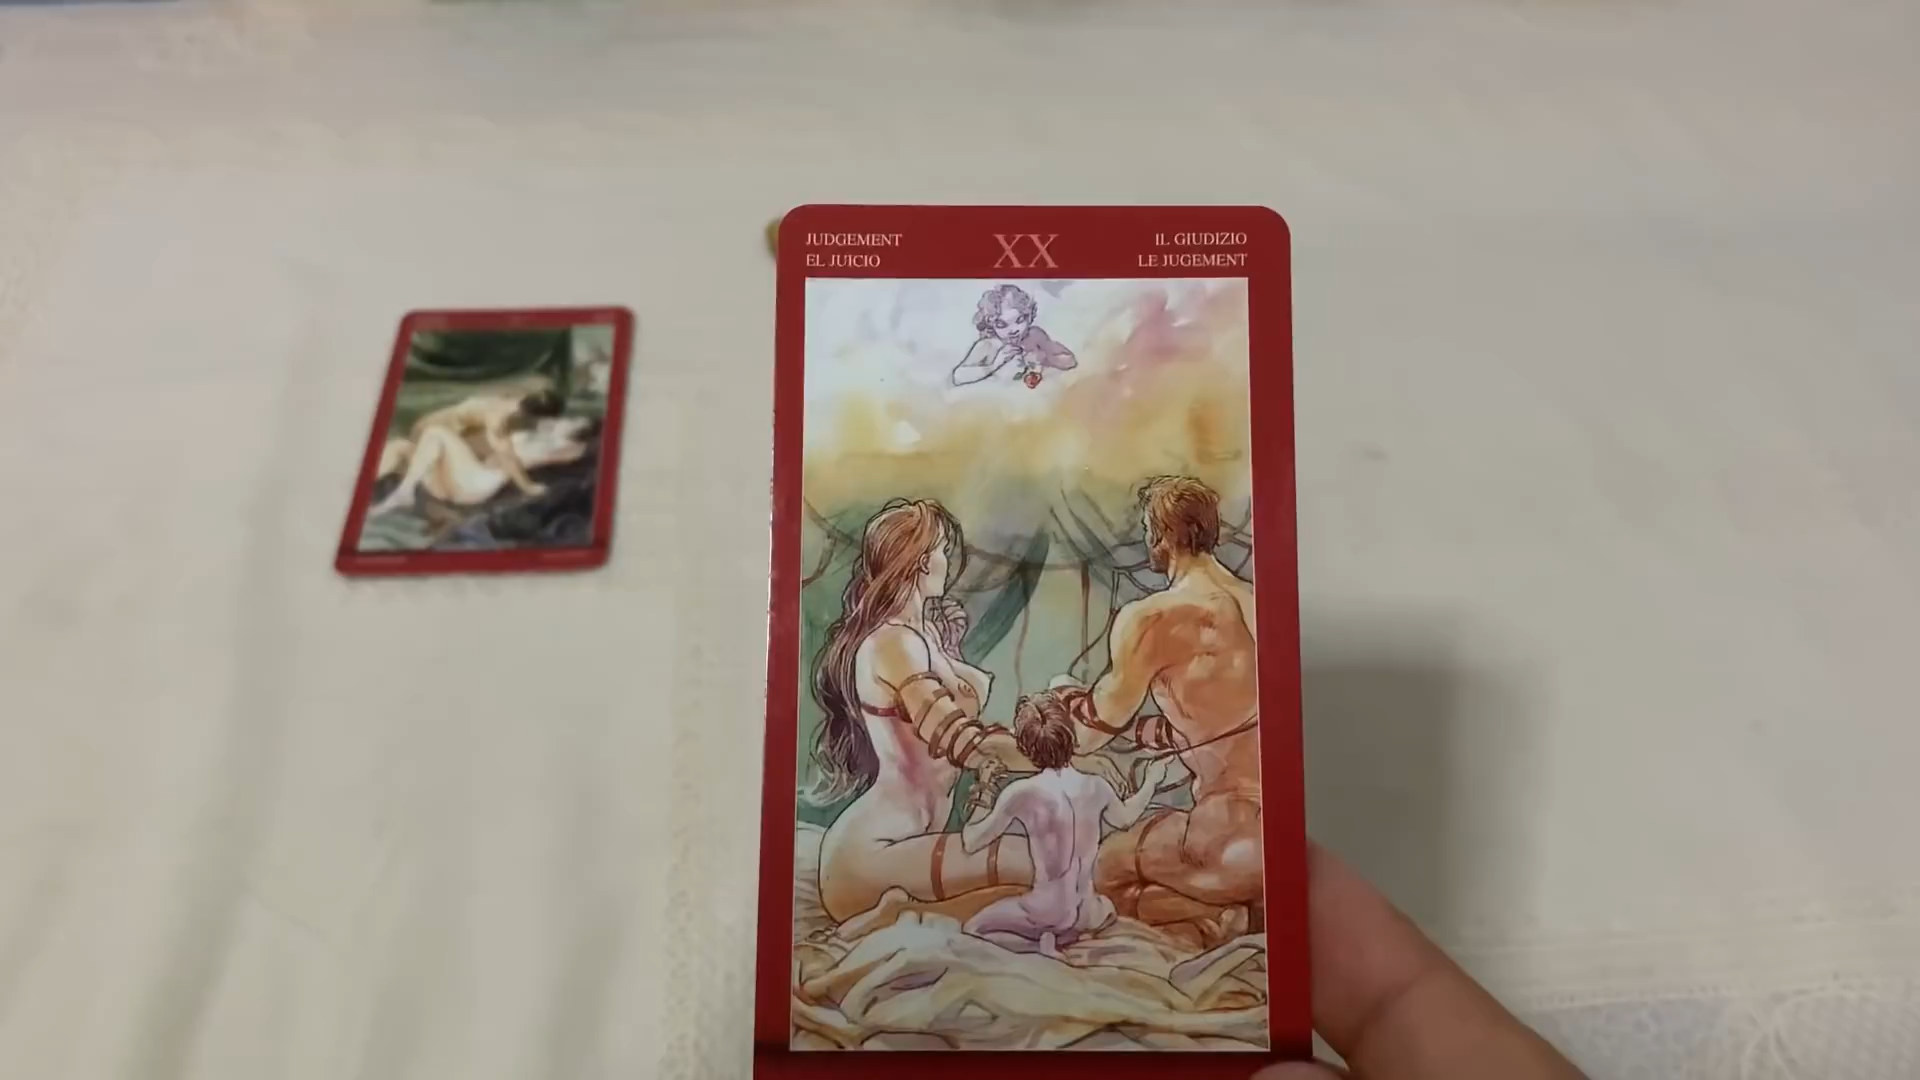 JUDGEMENT
EL JUICIO
XX
IL GIUDIZIO
LE JUGEMENT